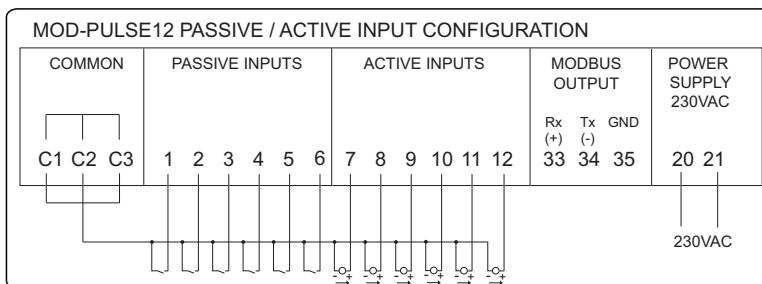 MOD-PULSE12 PASSIVE / ACTIVE INPUT CONFIGURATION
COMMON
C1 C2 C3
PASSIVE INPUTS
1 2 3 4 5 6
ACTIVE INPUTS
7 8 9 10 11 12
MODBUS
OUTPUT
Rx Tx GND
(+) (-)
33 34 35
POWER
SUPPLY
230VAC
20 21
230VAC
- + - + - + - + - + - +